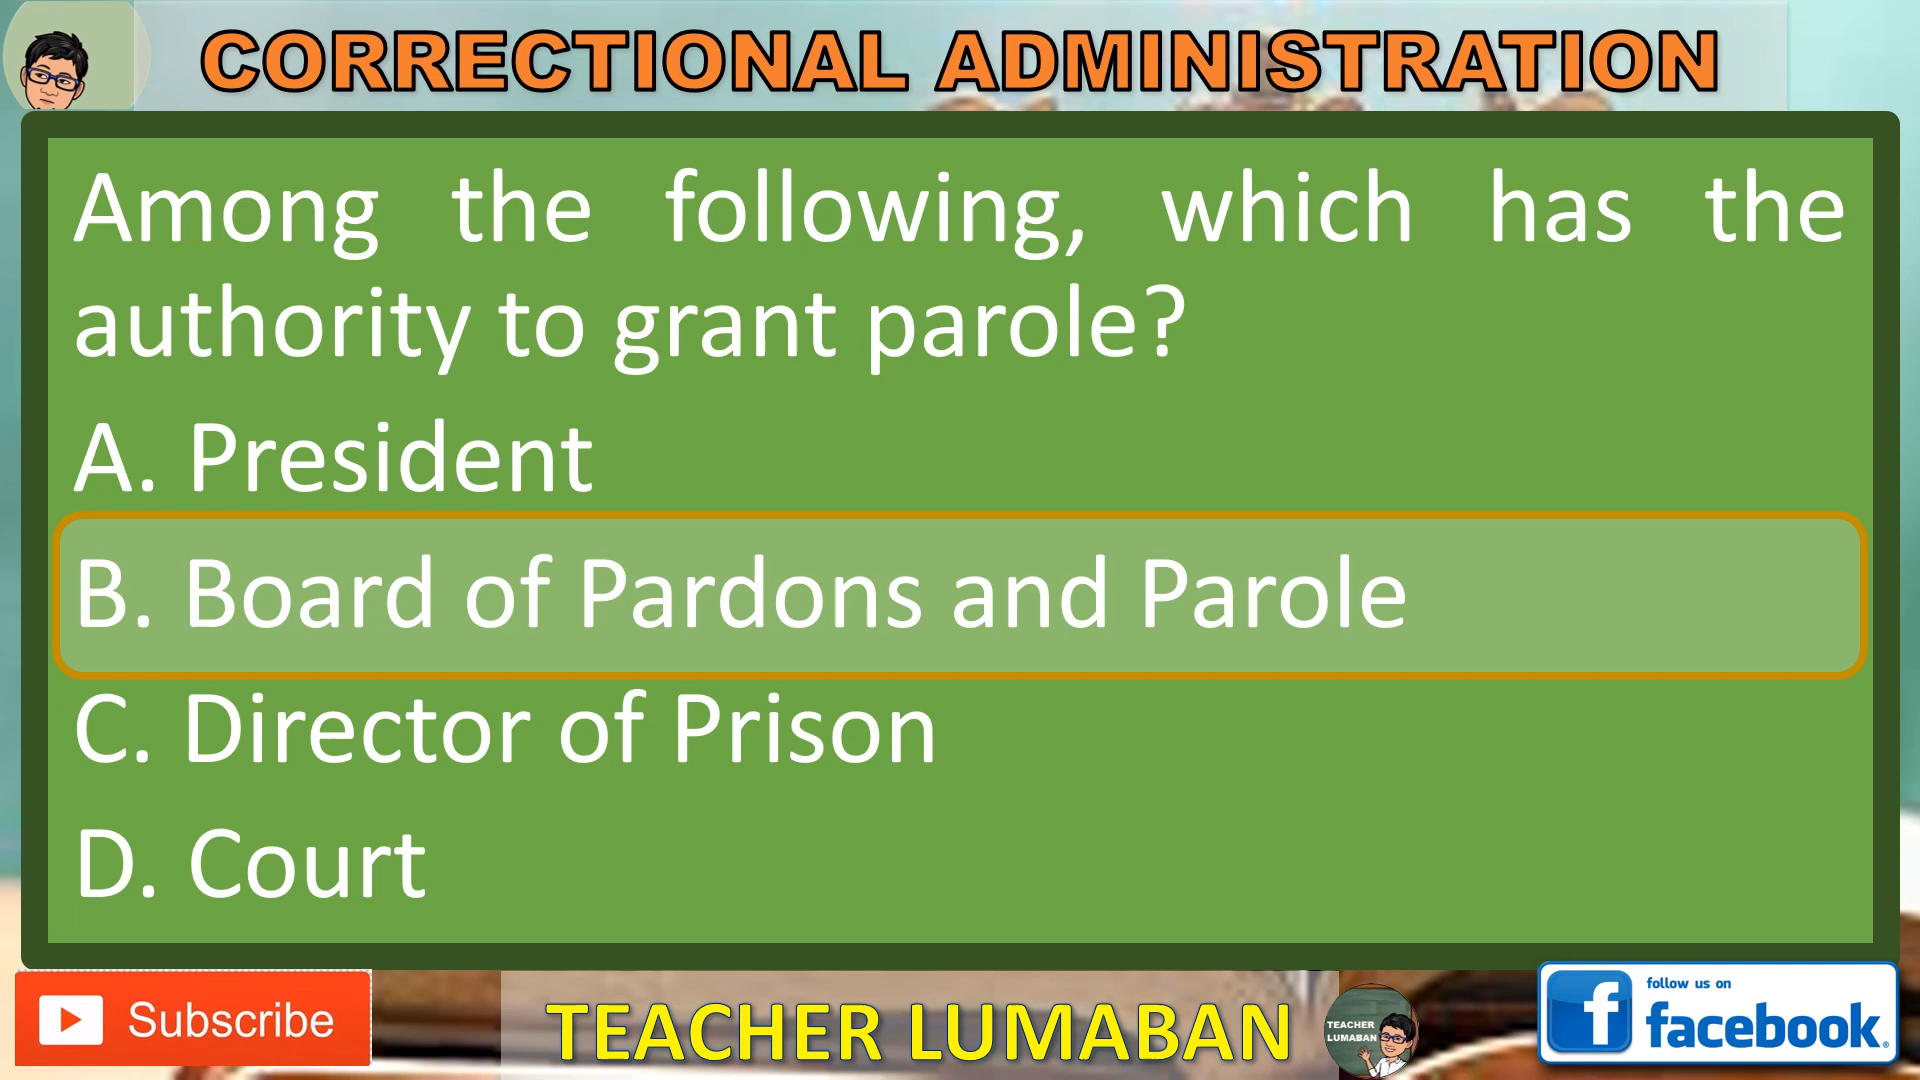 CORRECTIONAL ADMINISTRATION
Among the following, which has the
authority to grant parole?
A. President
B. Board of Pardons and Parole
C. Director of Prison
D. Court
Subscribe
TEACHER LUMABAN
TEACHER
LUMABAN
follow us on
facebook